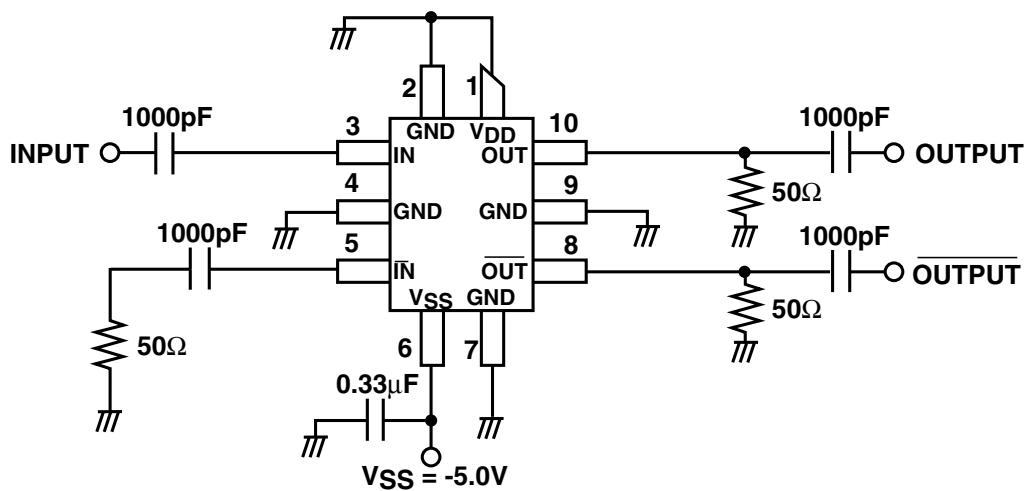 2
1
1000pF
3
GND
VDD
10
1000pF
INPUT
IN
OUT
OUTPUT
4
9
50Ω
GND
GND
1000pF
5
8
1000pF
IN
OUT
OUTPUT
VSS
GND
50Ω
6
7
50Ω
0.33μF
VSS = -5.0V